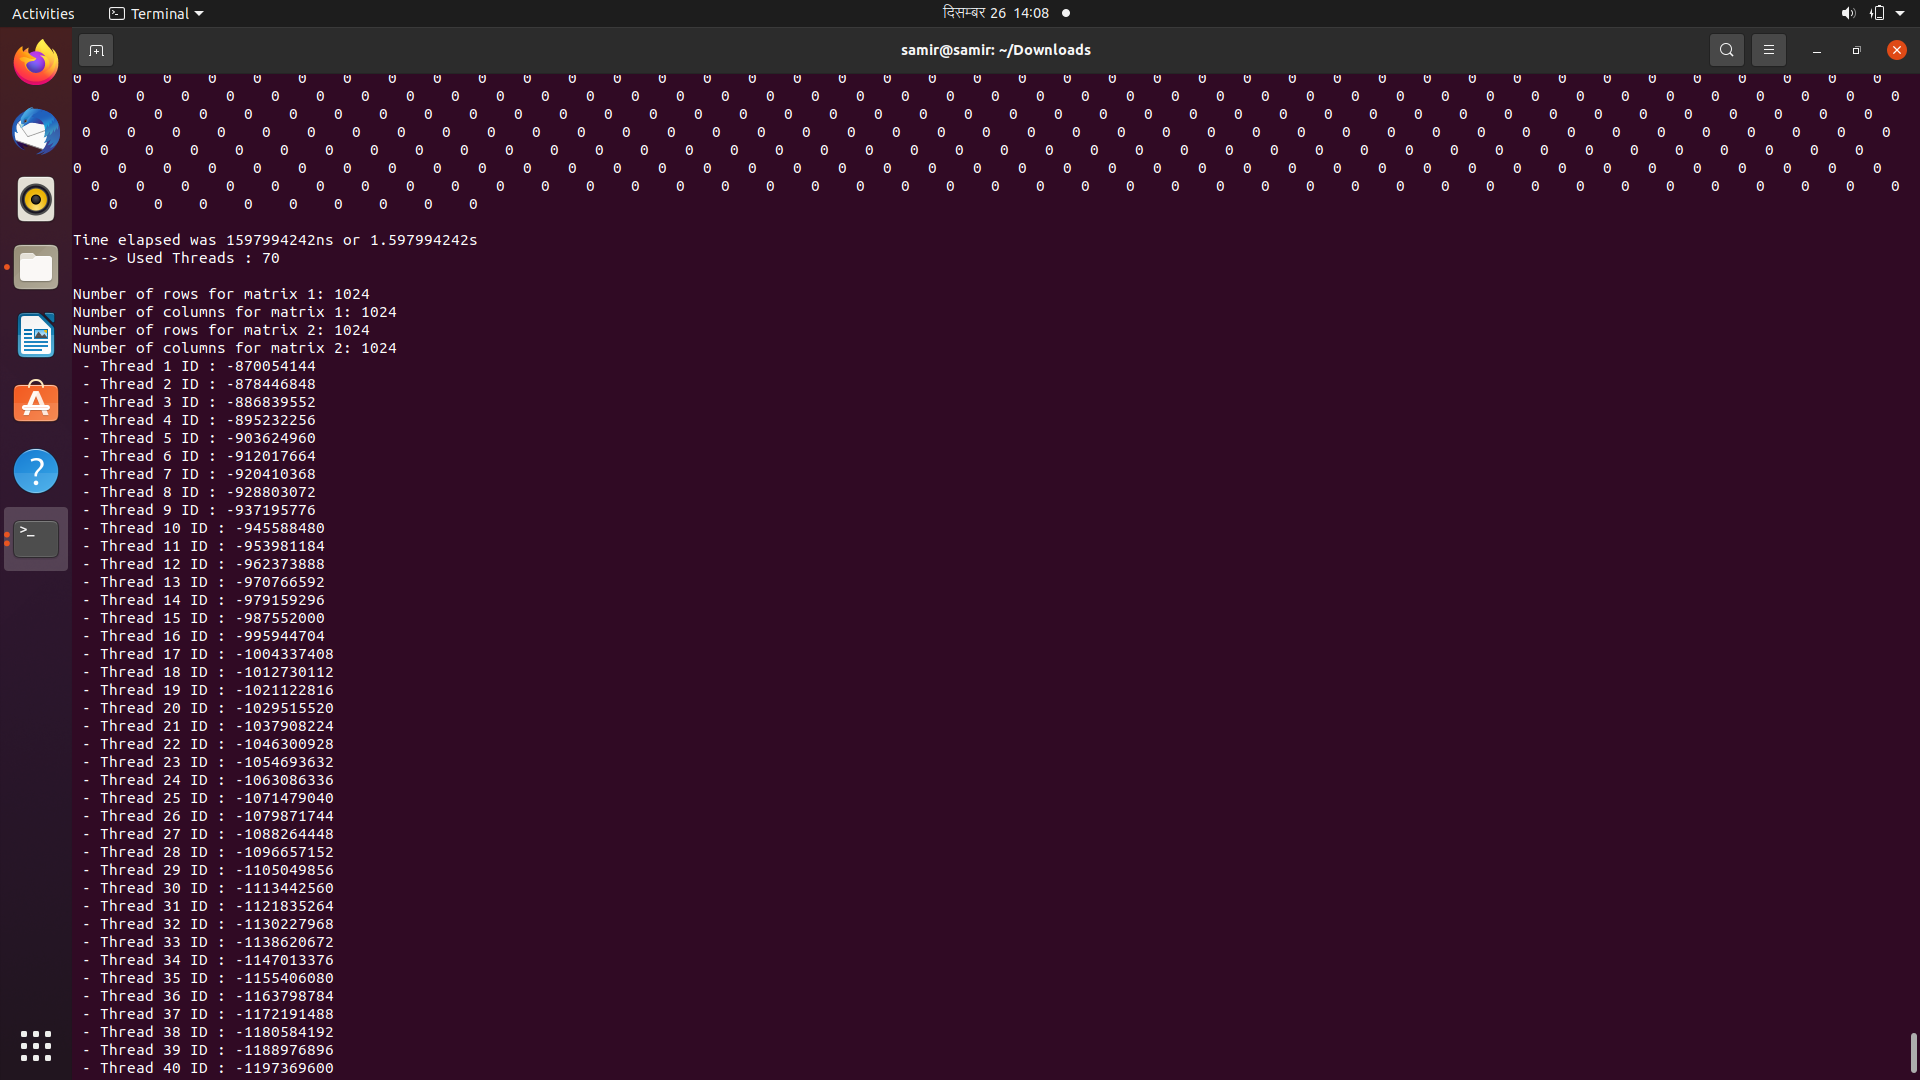 Activities
Terminal
दिसम्बर 26 14:08
samir@samir: ~/Downloads
0 0 0 0 0 0 0 0 0 0 0 0 0 0 0 0 0 0 0 0 0 0 0 0 0 0 0 0 0 0 0 0 0 0 0 0 0 0 0 0 0
0 0 0 0 0 0 0 0 0 0 0 0 0 0 0 0 0 0 0 0 0 0 0 0 0 0 0 0 0 0 0 0 0 0 0 0 0 0 0 0 0
0 0 0 0 0 0 0 0 0 0 0 0 0 0 0 0 0 0 0 0 0 0 0 0 0 0 0 0 0 0 0 0 0 0 0 0 0 0 0 0
0 0 0 0 0 0 0 0 0 0 0 0 0 0 0 0 0 0 0 0 0 0 0 0 0 0 0 0 0 0 0 0 0 0 0 0 0 0 0 0 0
0 0 0 0 0 0 0 0 0 0 0 0 0 0 0 0 0 0 0 0 0 0 0 0 0 0 0 0 0 0 0 0 0 0 0 0 0 0 0 0
0 0 0 0 0 0 0 0 0 0 0 0 0 0 0 0 0 0 0 0 0 0 0 0 0 0 0 0 0 0 0 0 0 0 0 0 0 0 0 0 0
0 0 0 0 0 0 0 0 0 0 0 0 0 0 0 0 0 0 0 0 0 0 0 0 0 0 0 0 0 0 0 0 0 0 0 0 0 0 0 0 0
0 0 0 0 0 0 0 0 0
Time elapsed was 1597994242ns or 1.597994242s
---> Used Threads : 70
Number of rows for matrix 1: 1024
Number of columns for matrix 1: 1024
Number of rows for matrix 2: 1024
Number of columns for matrix 2: 1024
- Thread 1 ID : -870054144
- Thread 2 ID : -878446848
- Thread 3 ID : -886839552
- Thread 4 ID : -895232256
- Thread 5 ID : -903624960
- Thread 6 ID : -912017664
- Thread 7 ID : -920410368
- Thread 8 ID : -928803072
- Thread 9 ID : -937195776
- Thread 10 ID : -945588480
- Thread 11 ID : -953981184
- Thread 12 ID : -962373888
- Thread 13 ID : -970766592
- Thread 14 ID : -979159296
- Thread 15 ID : -987552000
- Thread 16 ID : -995944704
- Thread 17 ID : -1004337408
- Thread 18 ID : -1012730112
- Thread 19 ID : -1021122816
- Thread 20 ID : -1029515520
- Thread 21 ID : -1037908224
- Thread 22 ID : -1046300928
- Thread 23 ID : -1054693632
- Thread 24 ID : -1063086336
- Thread 25 ID : -1071479040
- Thread 26 ID : -1079871744
- Thread 27 ID : -1088264448
- Thread 28 ID : -1096657152
- Thread 29 ID : -1105049856
- Thread 30 ID : -1113442560
- Thread 31 ID : -1121835264
- Thread 32 ID : -1130227968
- Thread 33 ID : -1138620672
- Thread 34 ID : -1147013376
- Thread 35 ID : -1155406080
- Thread 36 ID : -1163798784
- Thread 37 ID : -1172191488
- Thread 38 ID : -1180584192
- Thread 39 ID : -1188976896
- Thread 40 ID : -1197369600